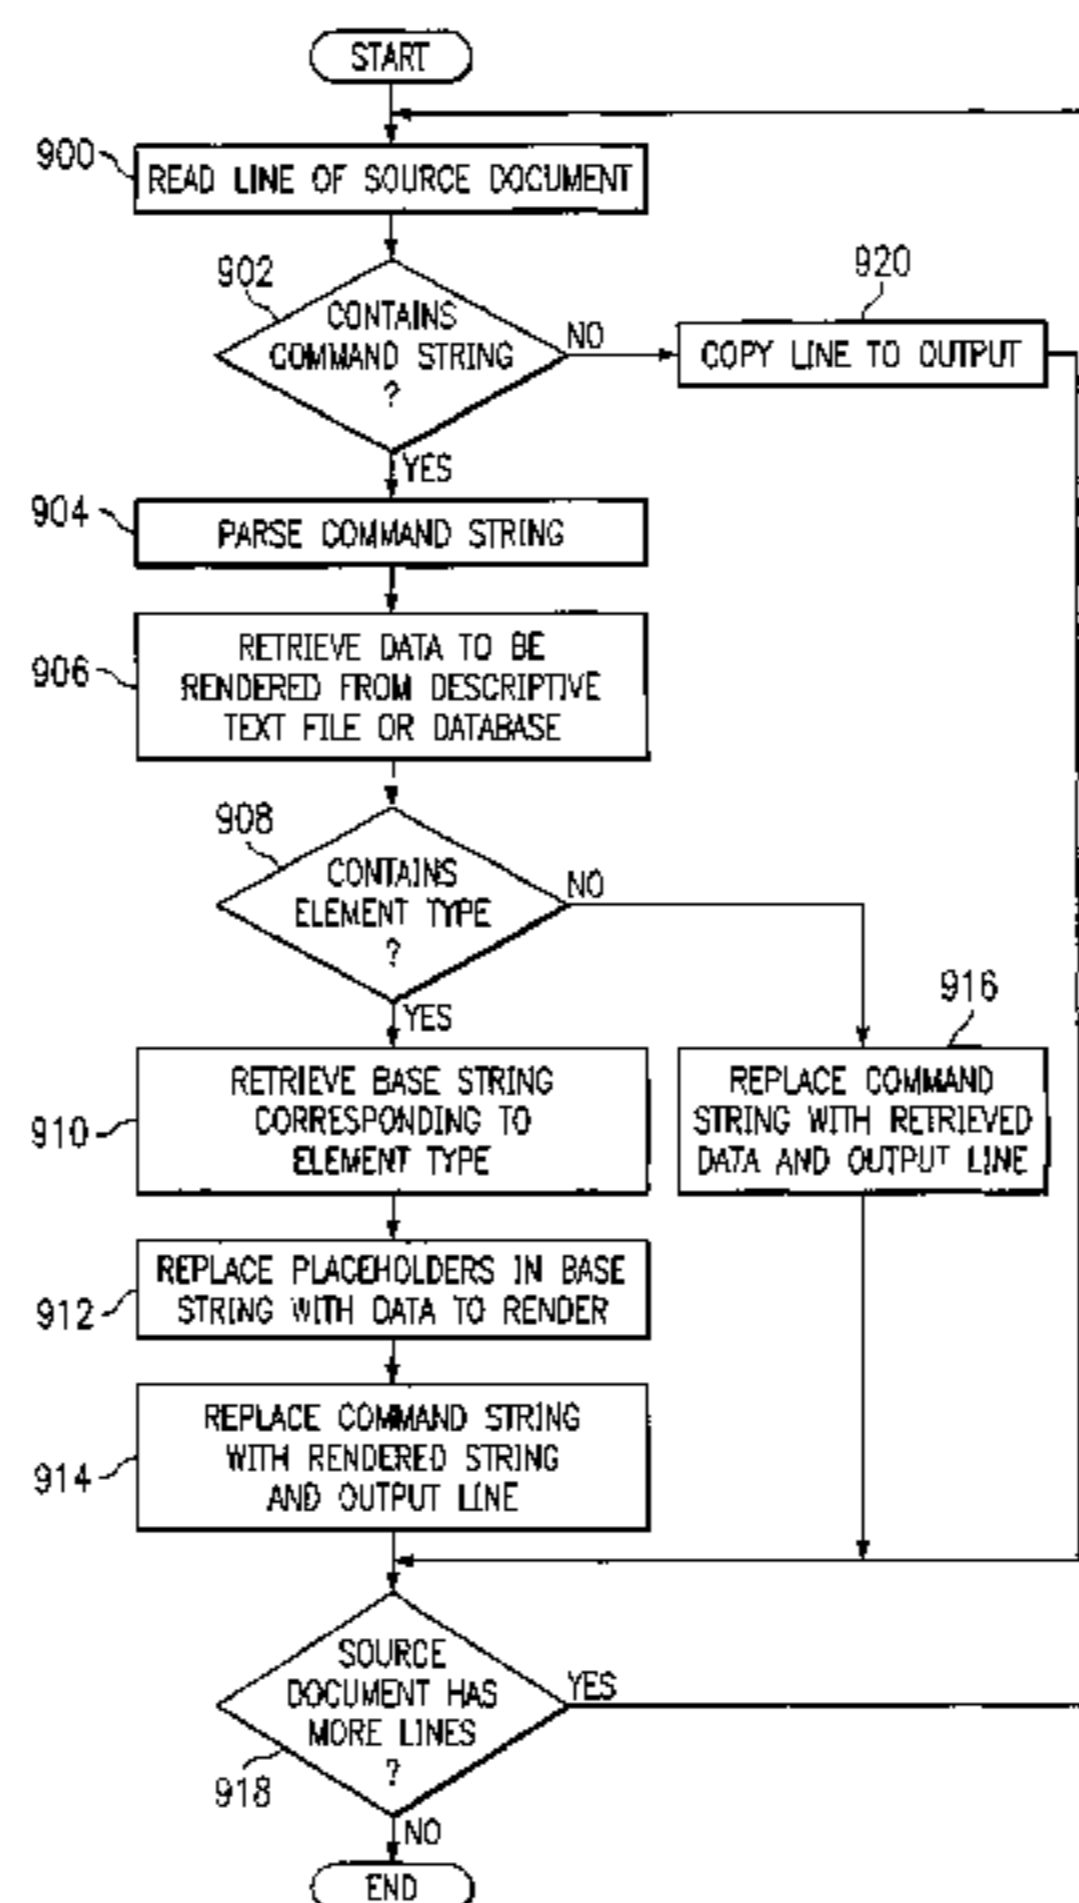 START
900
READ LINE OF SOURCE DOCUMENT
902
CONTAINS
COMMAND STRING
?
NO
920
COPY LINE TO OUTPUT
YES
904
PARSE COMMAND STRING
906
RETRIEVE DATA TO BE
RENDERED FROM DESCRIPTIVE
TEXT FILE OR DATABASE
908
CONTAINS
ELEMENT TYPE
?
NO
YES
916
REPLACE COMMAND
STRING WITH RETRIEVED
DATA AND OUTPUT LINE
910
RETRIEVE BASE STRING
CORRESPONDING TO
ELEMENT TYPE
912
REPLACE PLACEHOLDERS IN BASE
STRING WITH DATA TO RENDER
914
REPLACE COMMAND STRING
WITH RENDERED STRING
AND OUTPUT LINE
SOURCE
DOCUMENT HAS
MORE LINES
?
YES
918
NO
END